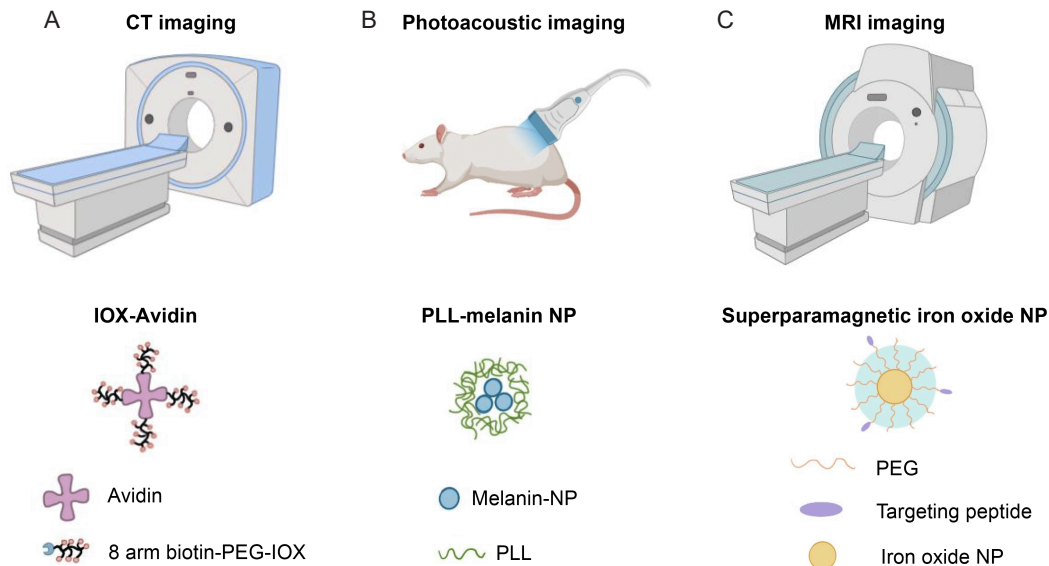 A
CT imaging
B
Photoacoustic imaging
C
MRI imaging
IOX-Avidin
PLL-melanin NP
Superparamagnetic iron oxide NP
Avidin
8 arm biotin-PEG-IOX
Melanin-NP
PLL
PEG
Targeting peptide
Iron oxide NP